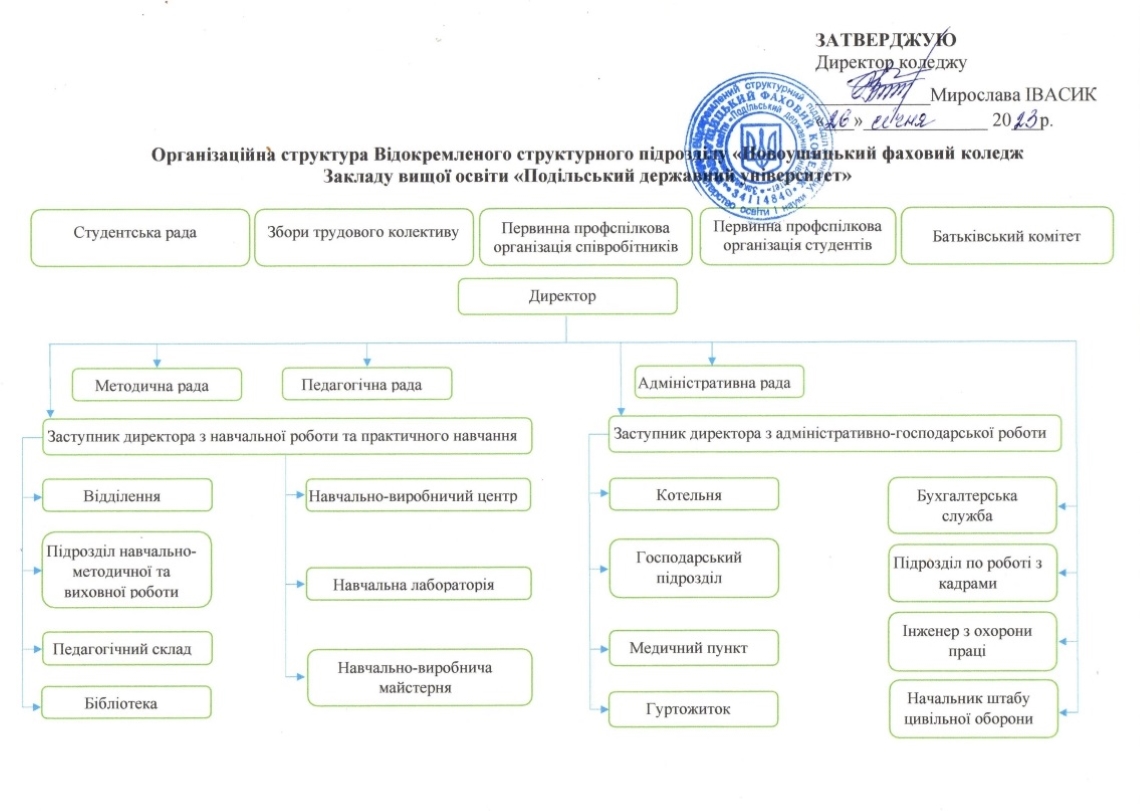 ЗАТВЕРДЖУЮ
Директор коледжу
Мирослава ІВАСИК
«26» січня 2023 р.
Організаційна структура Відокремленого структурного підрозділу «Новоушицький фаховий коледж
Закладу вищої освіти «Подільський державний університет»
Студентська рада
Збори трудового колективу
Первинна профспілкова
організація співробітників
Первинна профспілкова
організація студентів
Батьківський комітет
Директор
Методична рада
Педагогічна рада
Адміністративна рада
Заступник директора з навчальної роботи та практичного навчання
Заступник директора з адміністративно-господарської роботи
Відділення
Підрозділ навчально-
методичної та
виховної роботи
Педагогічний склад
Бібліотека
Навчально-виробничий центр
Навчальна лабораторія
Навчально-виробнича
майстерня
Котельня
Господарський
підрозділ
Медичний пункт
Гуртожиток
Бухгалтерська
служба
Підрозділ по роботі з
кадрами
Інженер з охорони
праці
Начальник штабу
цивільної оборони
34114840